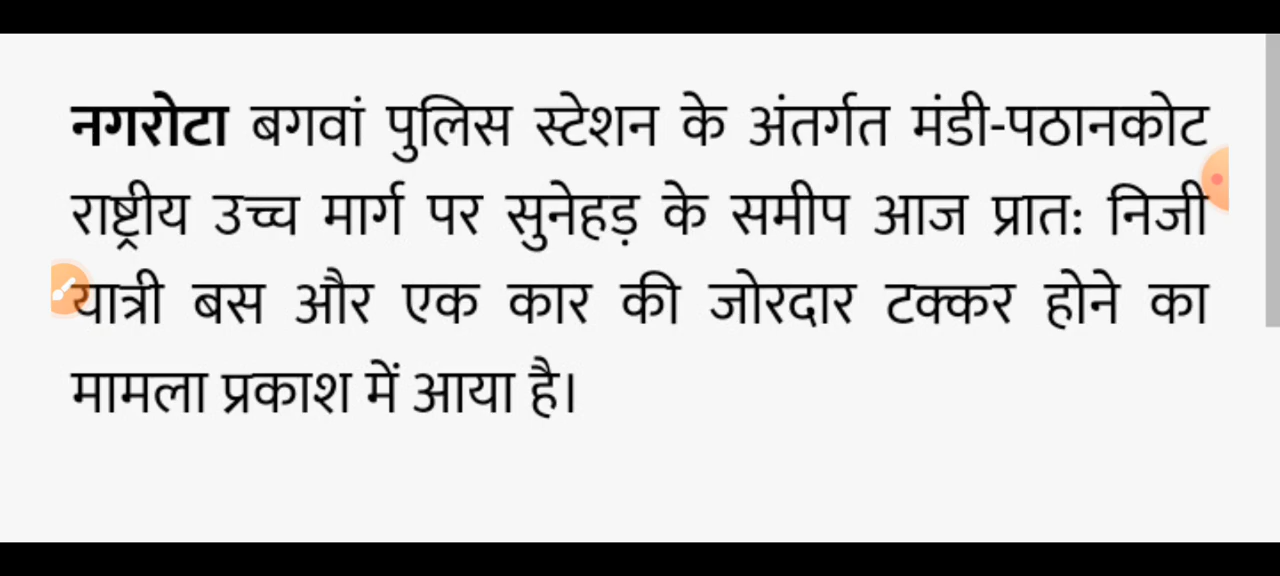 नगरोटा बगवां पुलिस स्टेशन के अंतर्गत मंडी-पठानकोट
राष्ट्रीय उच्च मार्ग पर सुनेहड़ के समीप आज प्रात: निजी
यात्री बस और एक कार की जोरदार टक्कर होने का
मामला प्रकाश में आया है।